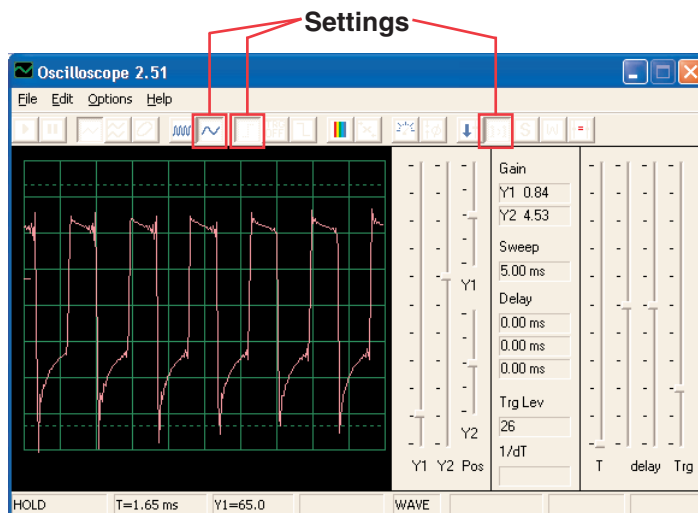 Settings
Oscilloscope 2.51
File Edit Options Help
Gain
Y1 0.84
Y2 4.53
Sweep
5.00 ms
Y1
Delay
0.00 ms
0.00 ms
0.00 ms
Trg Lev
26
Y2
1/dT
Y1 Y2 Pos
T delay Trg
HOLD T=1.65 ms Y1=65.0 WAVE